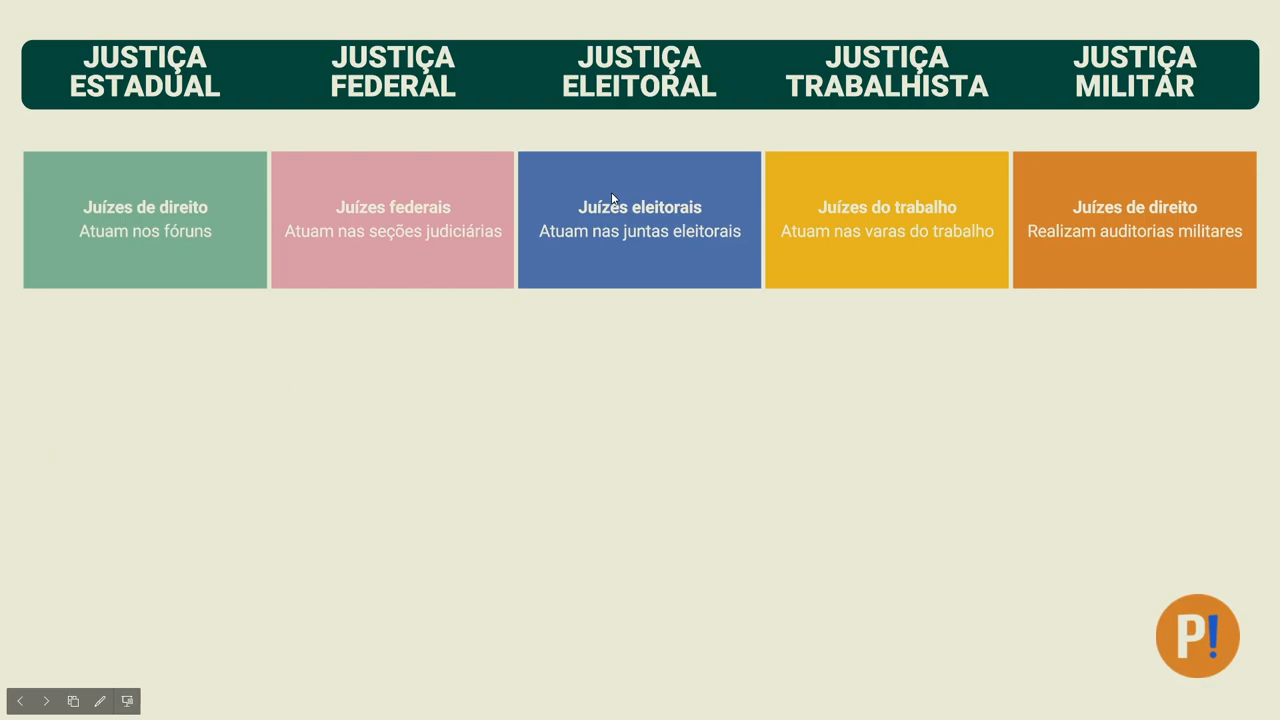 JUSTIÇA
ESTADUAL
JUSTIÇA
FEDERAL
JUSTIÇA
ELEITORAL
JUSTIÇA
TRABALHISTA
JUSTIÇA
MILITAR
Juízes de direito
Atuam nos fóruns
Juízes federais
Atuam nas seções judiciárias
Juízes eleitorais
Atuam nas juntas eleitorais
Juízes do trabalho
Atuam nas varas do trabalho
Juízes de direito
Realizam auditorias militares
P!